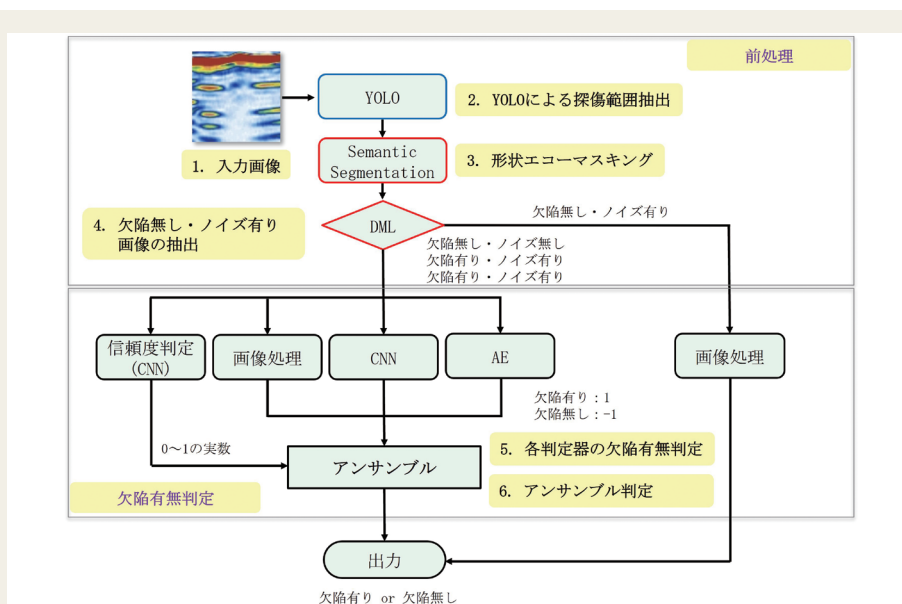 前処理
YOLO
2. YOLOによる探傷範囲抽出
1. 入力画像
Semantic
Segmentation
3. 形状エコーマスキング
4. 欠陥無し・ノイズ有り
画像の抽出
DML
欠陥無し・ノイズ有り
欠陥無し・ノイズ無し
欠陥有り・ノイズ有り
欠陥有り・ノイズ有り
信頼度判定
(CNN)
画像処理
CNN
AE
画像処理
欠陥有り:1
欠陥無し:-1
0～1の実数
アンサンブル
5. 各判定器の欠陥有無判定
6. アンサンブル判定
欠陥有無判定
出力
欠陥有り or 欠陥無し